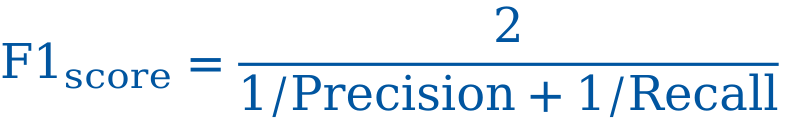 F1score = 2 / (1/Precision + 1/Recall)